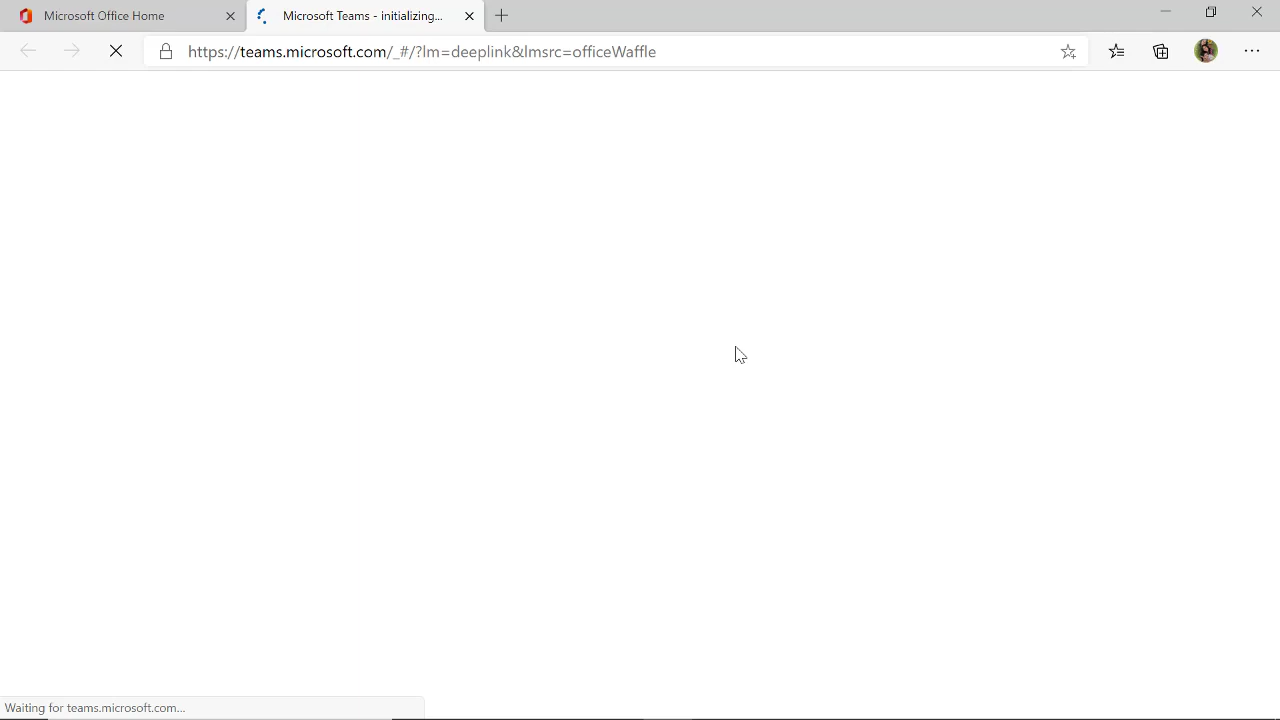 Microsoft Office Home
Microsoft Teams - initializing...
https://teams.microsoft.com/_#/?lm=deeplink&lmsrc=officeWaffle
Waiting for teams.microsoft.com...